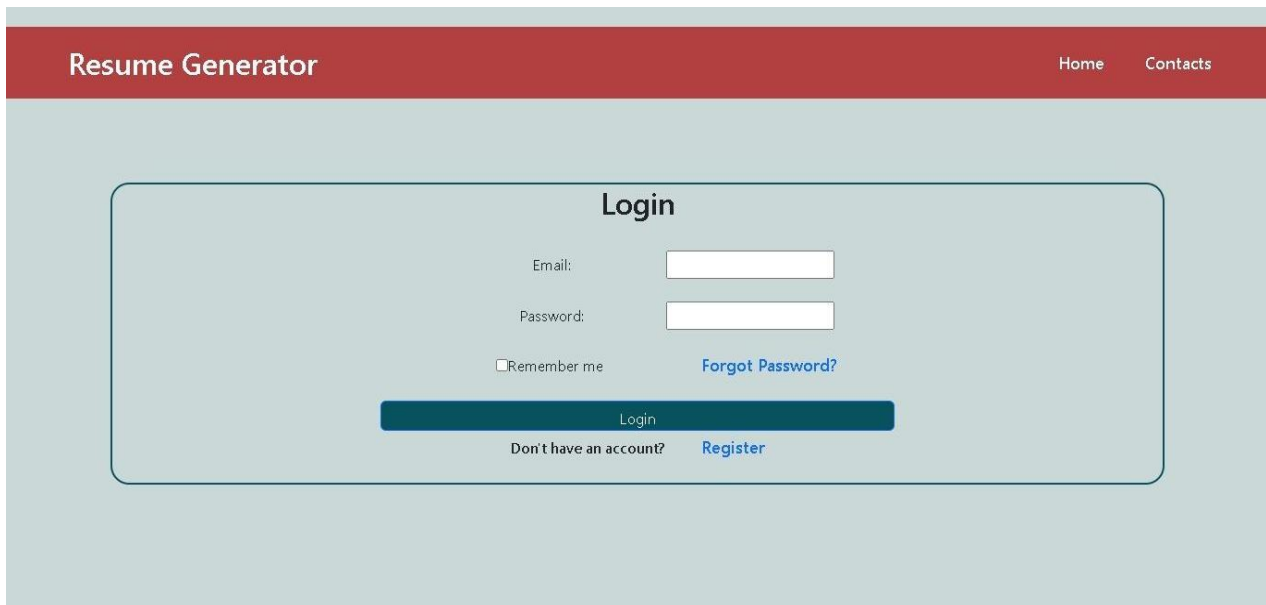 Resume Generator Home Contacts
Login
Email:
Password:
Remember me Forgot Password?
Login
Don't have an account? Register